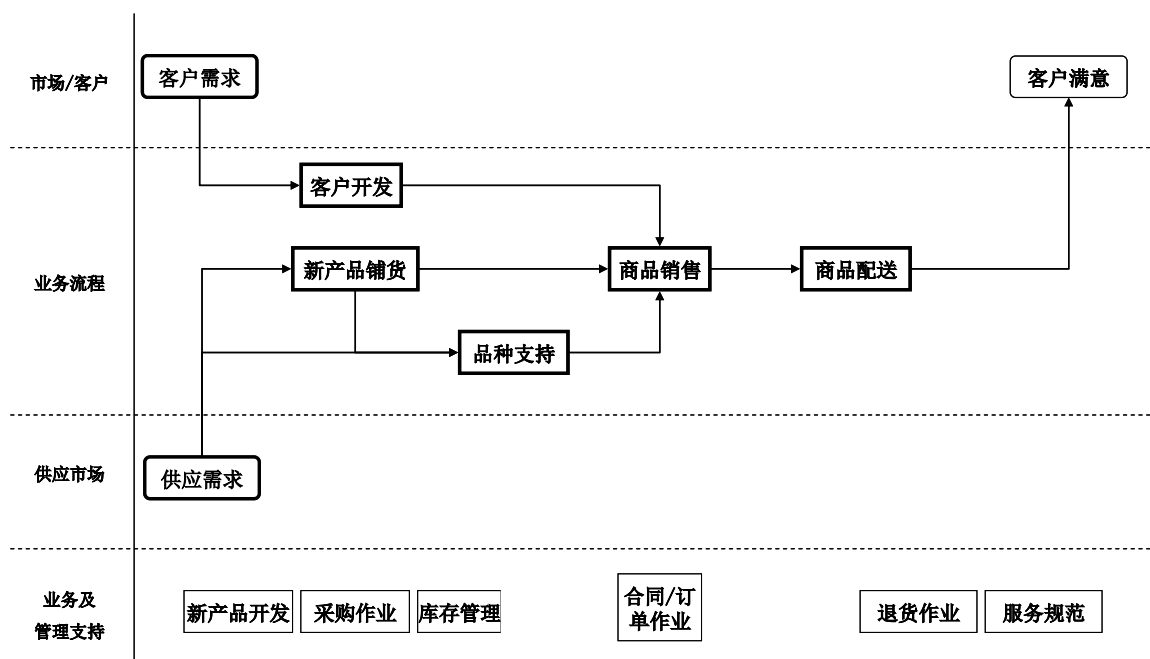 市场/客户
客户需求
客户满意
客户开发
业务流程
新产品铺货
商品销售
商品配送
品种支持
供应市场
供应需求
业务及
管理支持
新产品开发
采购作业
库存管理
合同/订
单作业
退货作业
服务规范